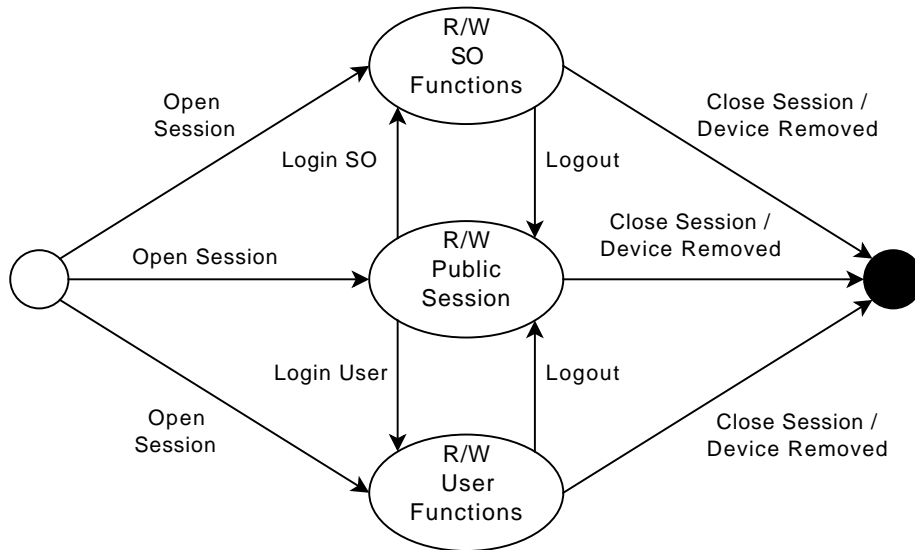 R/W
SO
Functions
Open
Session
Close Session /
Device Removed
Login SO
Logout
Open Session
R/W
Public
Session
Close Session /
Device Removed
Login User
Logout
Open
Session
R/W
User
Functions
Close Session /
Device Removed